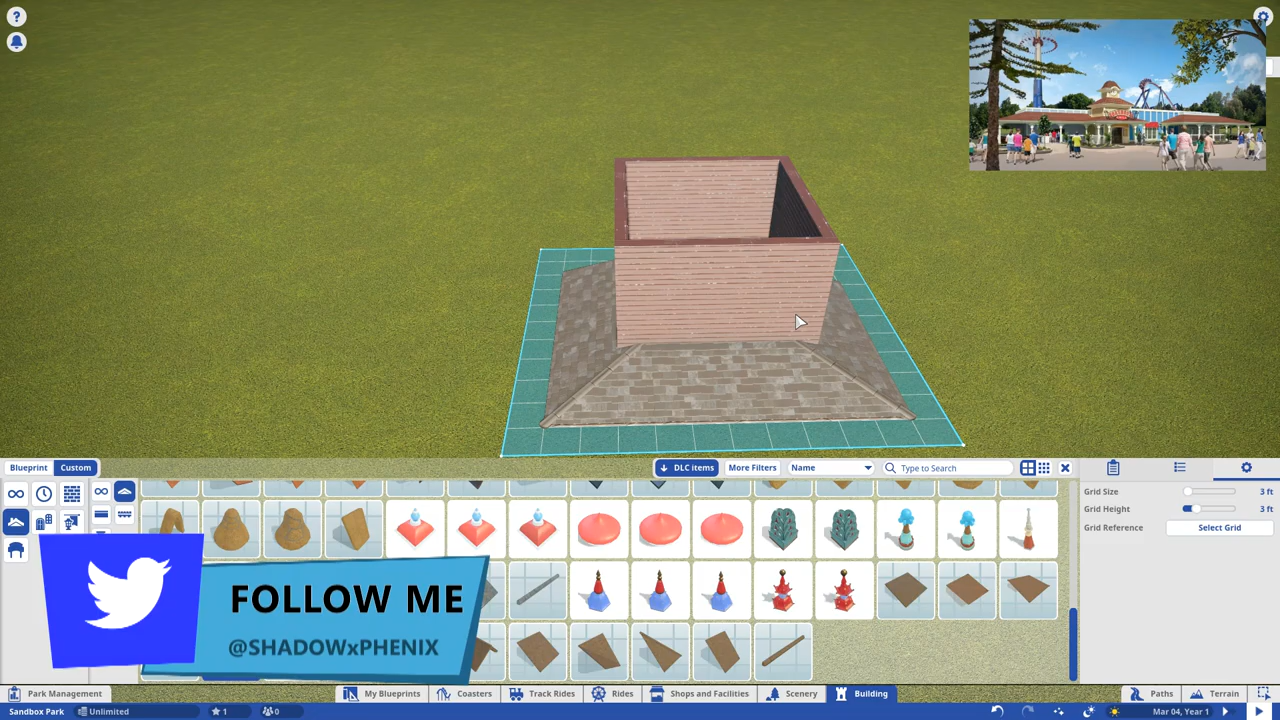 ?
Blueprint
Custom
DLC items
More Filters
Name
Type to Search
Grid Size
3 ft
Grid Height
3 ft
Grid Reference
Select Grid
FOLLOW ME
@SHADOWxPHENIX
Park Management
My Blueprints
Coasters
Track Rides
Rides
Shops and Facilities
Scenery
Building
Paths
Terrain
Sandbox Park
Unlimited
1
0
Mar 04, Year 1